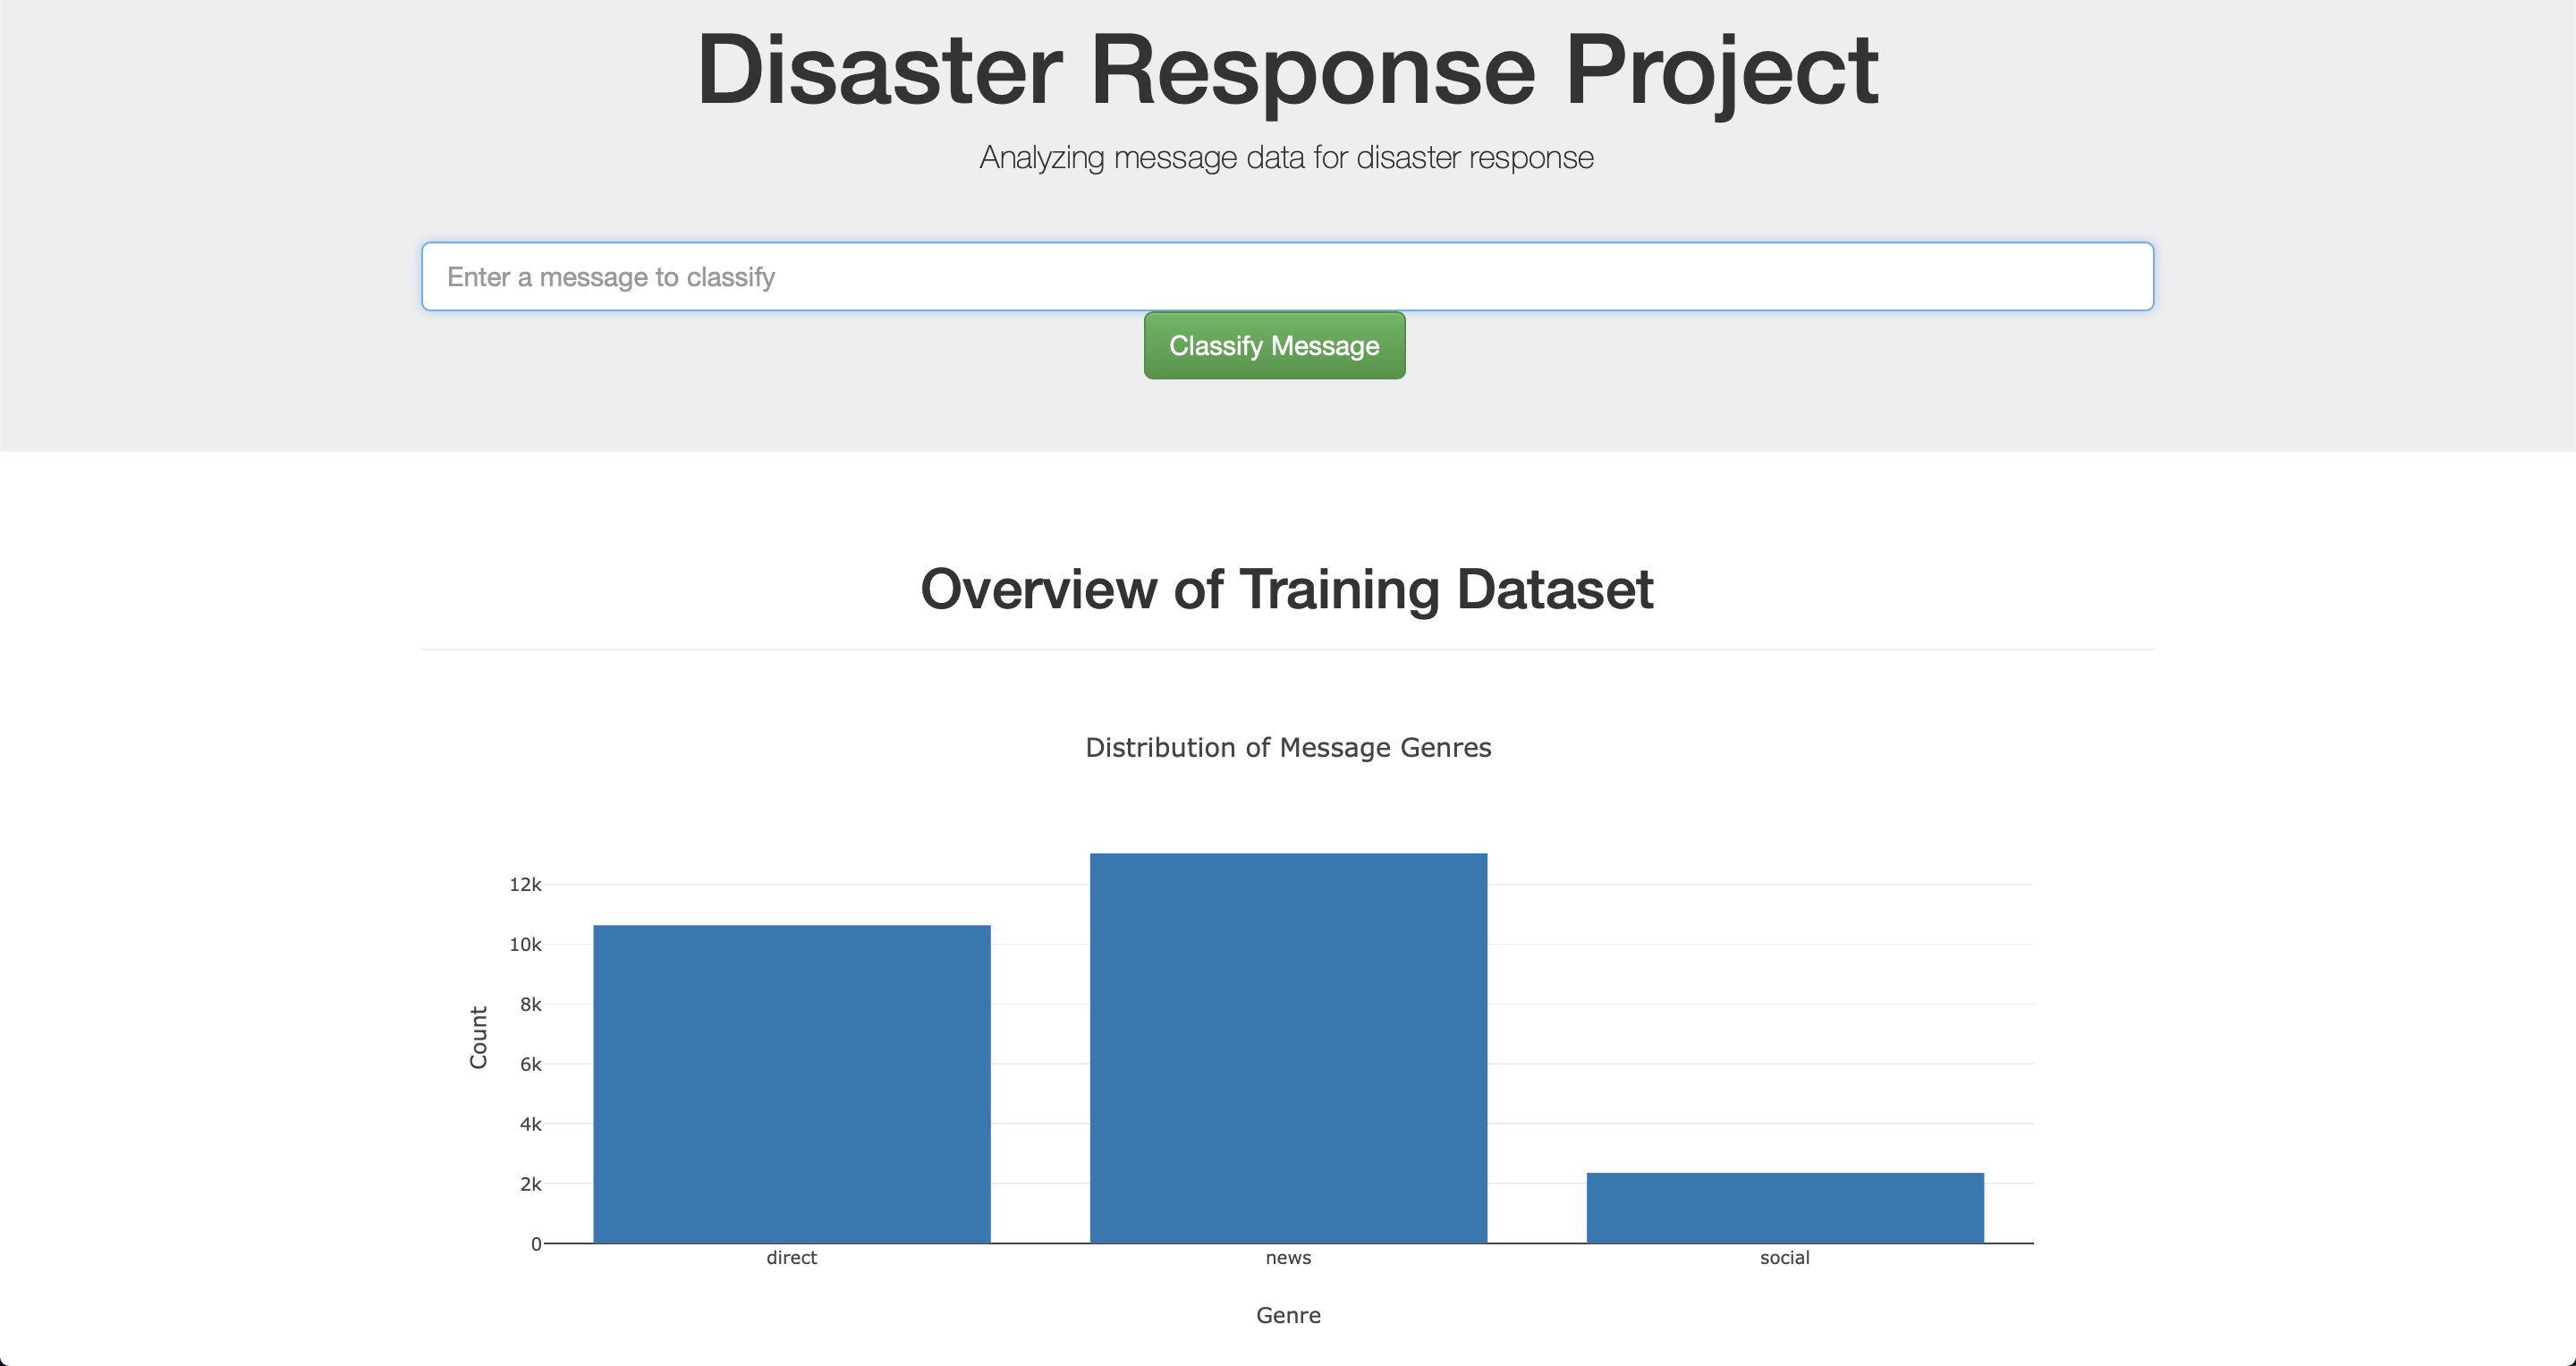 Disaster Response Project
Analyzing message data for disaster response
Enter a message to classify
Classify Message
Overview of Training Dataset
Distribution of Message Genres
12k
10k
8k
6k
4k
2k
0
Count
direct
news
social
Genre